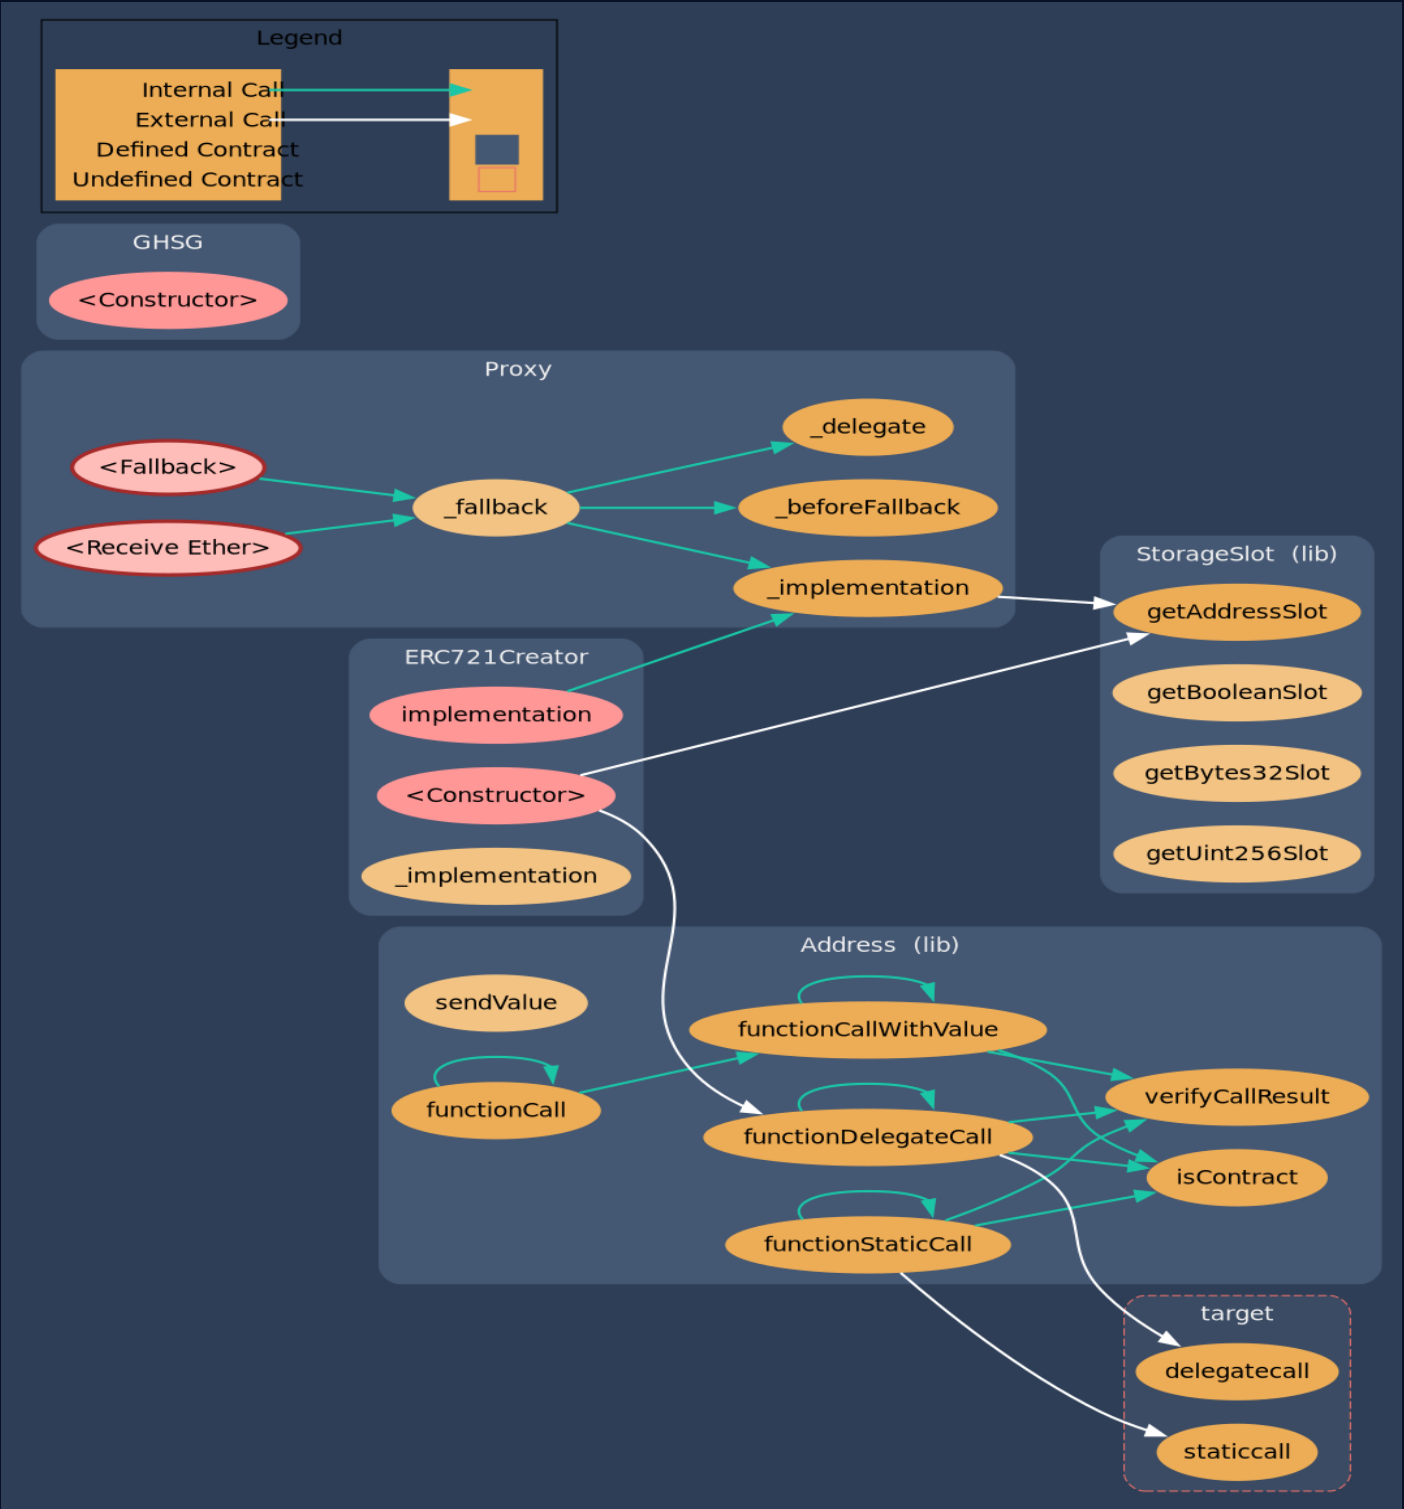 Legend
Internal Call
External Call
Defined Contract
Undefined Contract
GHSG
<Constructor>
Proxy
<Fallback>
<Receive Ether>
_fallback
_delegate
_beforeFallback
_implementation
StorageSlot (lib)
getAddressSlot
getBooleanSlot
getBytes32Slot
getUint256Slot
ERC721Creator
implementation
<Constructor>
_implementation
Address (lib)
sendValue
functionCall
functionCallWithValue
functionDelegateCall
functionStaticCall
verifyCallResult
isContract
target
delegatecall
staticcall